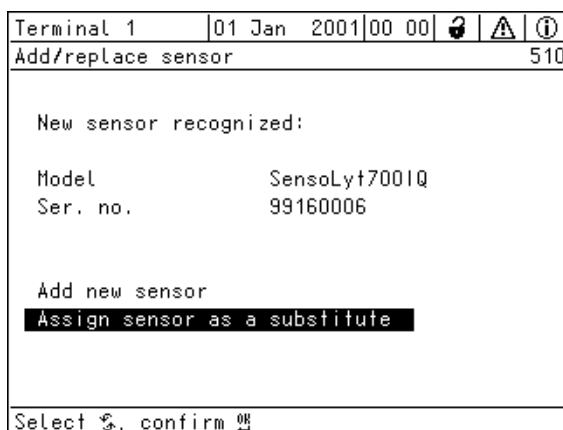 Terminal 1 01 Jan 2001 00 00
Add/replace sensor 510
New sensor recognized:
Model SensoLyt700IQ
Ser. no. 99160006
Add new sensor
Assign sensor as a substitute
Select , confirm OK